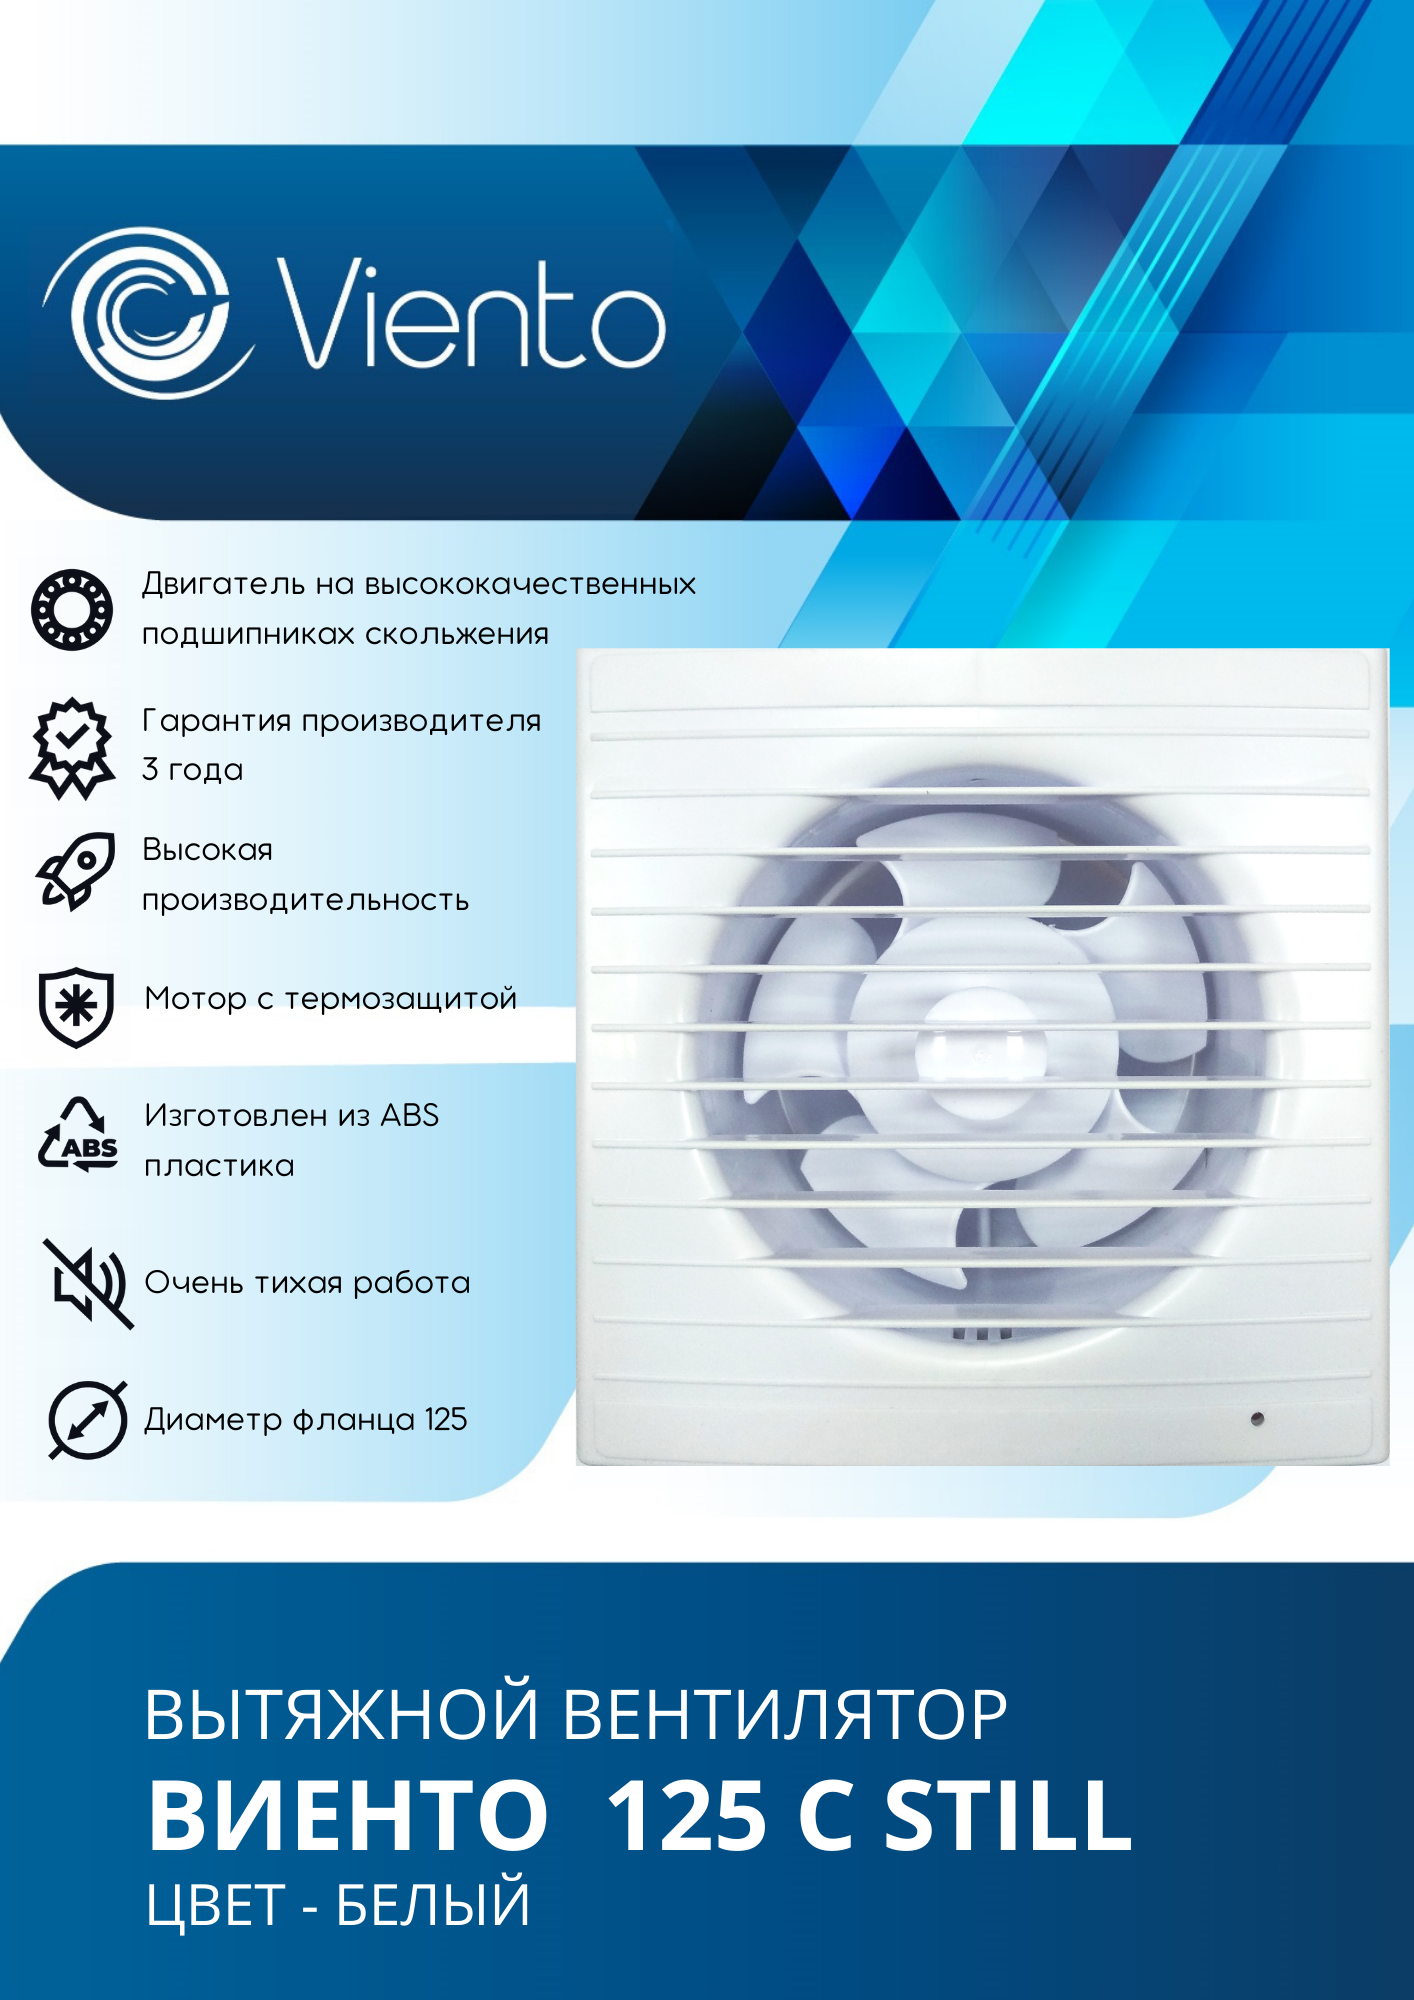 Viento
Двигатель на высококачественных
подшипниках скольжения
Гарантия производителя
3 года
Высокая
производительность
Мотор с термозащитой
ABS
Изготовлен из ABS
пластика
Очень тихая работа
Диаметр фланца 125
ВЫТЯЖНОЙ ВЕНТИЛЯТОР
ВИЕНТО 125 С STILL
ЦВЕТ - БЕЛЫЙ